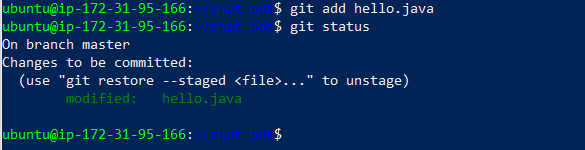 ubuntu@ip-172-31-95-166:~/chat bot$ git add hello.java
ubuntu@ip-172-31-95-166:~/chat bot$ git status
On branch master
Changes to be committed:
  (use "git restore --staged <file>..." to unstage)
        modified:   hello.java

ubuntu@ip-172-31-95-166:~/chat bot$